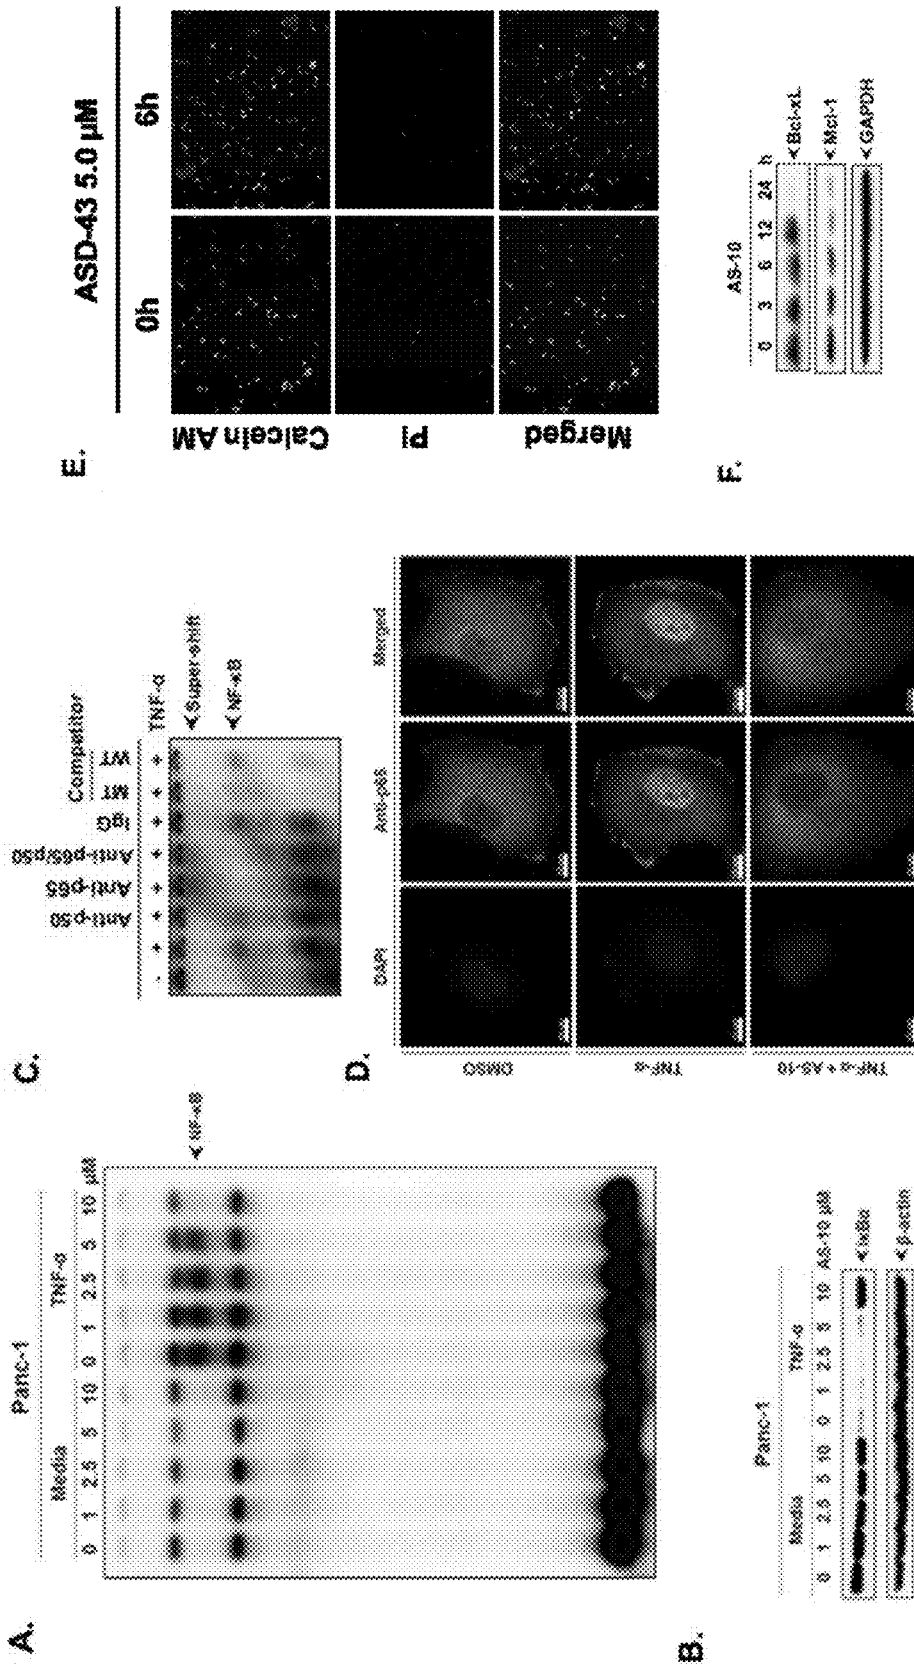 A.
Panc-1
Media TNF-α
0 1 2.5 5 10 0 1 2.5 5 10 μM
NF-κB
B.
Panc-1
Media TNF-α
0 1 2.5 5 10 0 1 2.5 5 10 AS-10 μM
IκBα
β-actin
C.
Competitor
Anti-p50 Anti-p65 Anti-p65/p50 IgG MT WT
- + + + + + + + TNF-α
Super-shift
NF-κB
D.
DAPI Anti-p65 Merged
DMSO
TNF-α
TNF-α + AS-10
E.
ASD-43 5.0 μM
0h 6h
Calcein AM
PI
Merged
F.
AS-10
0 3 6 12 24 h
Bcl-xL
Mcl-1
GAPDH